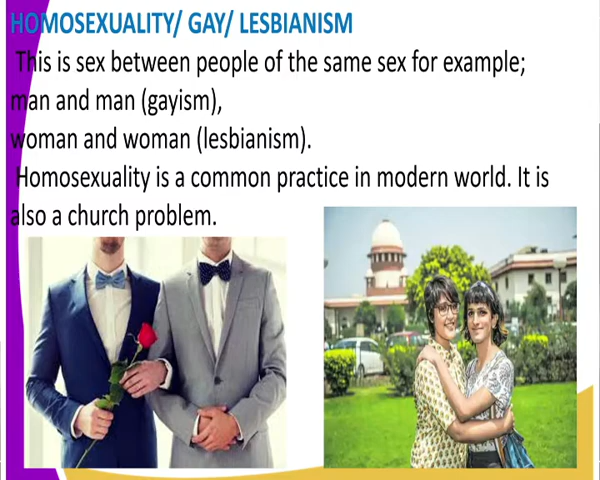 HOMOSEXUALITY/ GAY/ LESBIANISM
This is sex between people of the same sex for example;
man and man (gayism),
woman and woman (lesbianism).
Homosexuality is a common practice in modern world. It is
also a church problem.